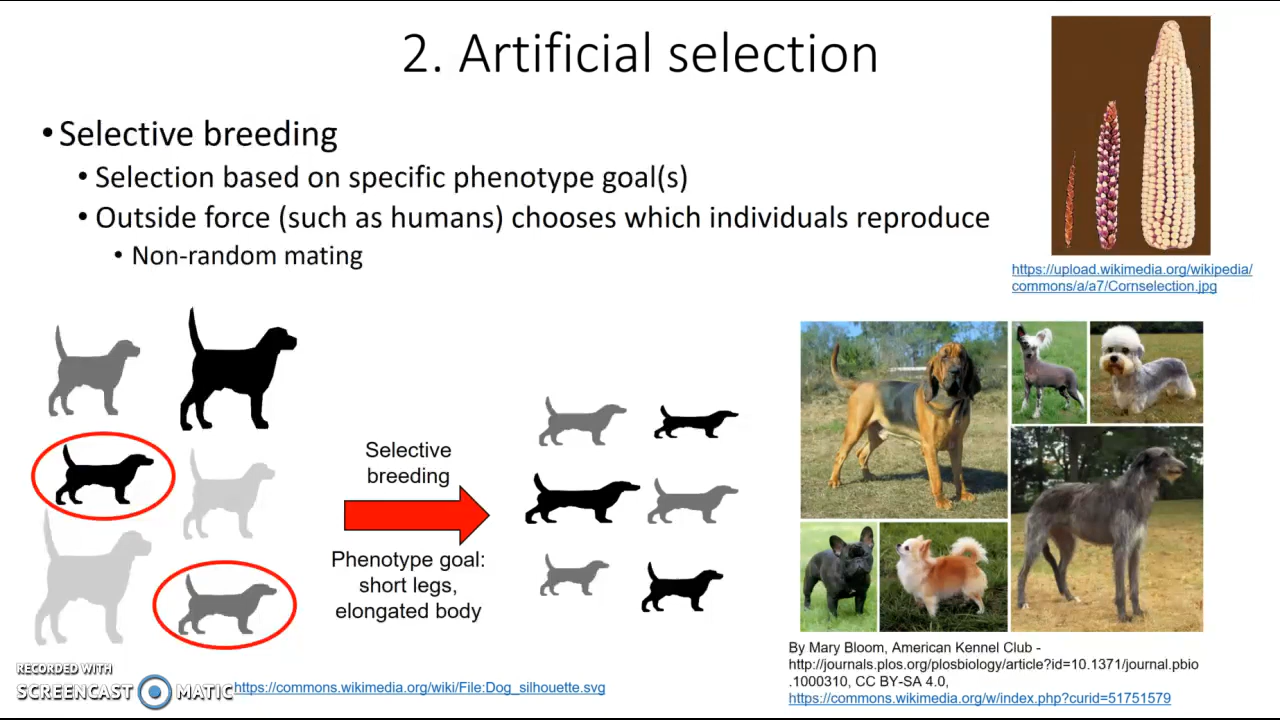 2. Artificial selection
•Selective breeding
• Selection based on specific phenotype goal(s)
• Outside force (such as humans) chooses which individuals reproduce
• Non-random mating
https://upload.wikimedia.org/wikipedia/
commons/a/a7/Cornselection.jpg
Selective
breeding
Phenotype goal:
short legs,
elongated body
By Mary Bloom, American Kennel Club -
http://journals.plos.org/plosbiology/article?id=10.1371/journal.pbio
.1000310, CC BY-SA 4.0,
https://commons.wikimedia.org/w/index.php?curid=51751579
RECORDED WITH
SCREENCAST MATIC
https://commons.wikimedia.org/wiki/File:Dog_silhouette.svg